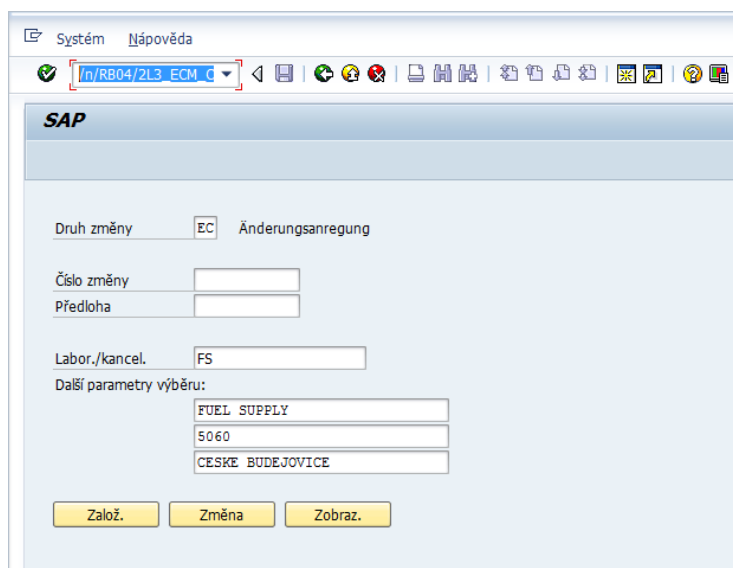 Systém Nápověda
/n/RB04/2L3_ECM_C
SAP
Druh změny EC Änderungsanregung
Číslo změny
Předloha
Labor./kancel. FS
Další parametry výběru:
FUEL SUPPLY
5060
CESKE BUDEJOVICE
Založ. Změna Zobraz.